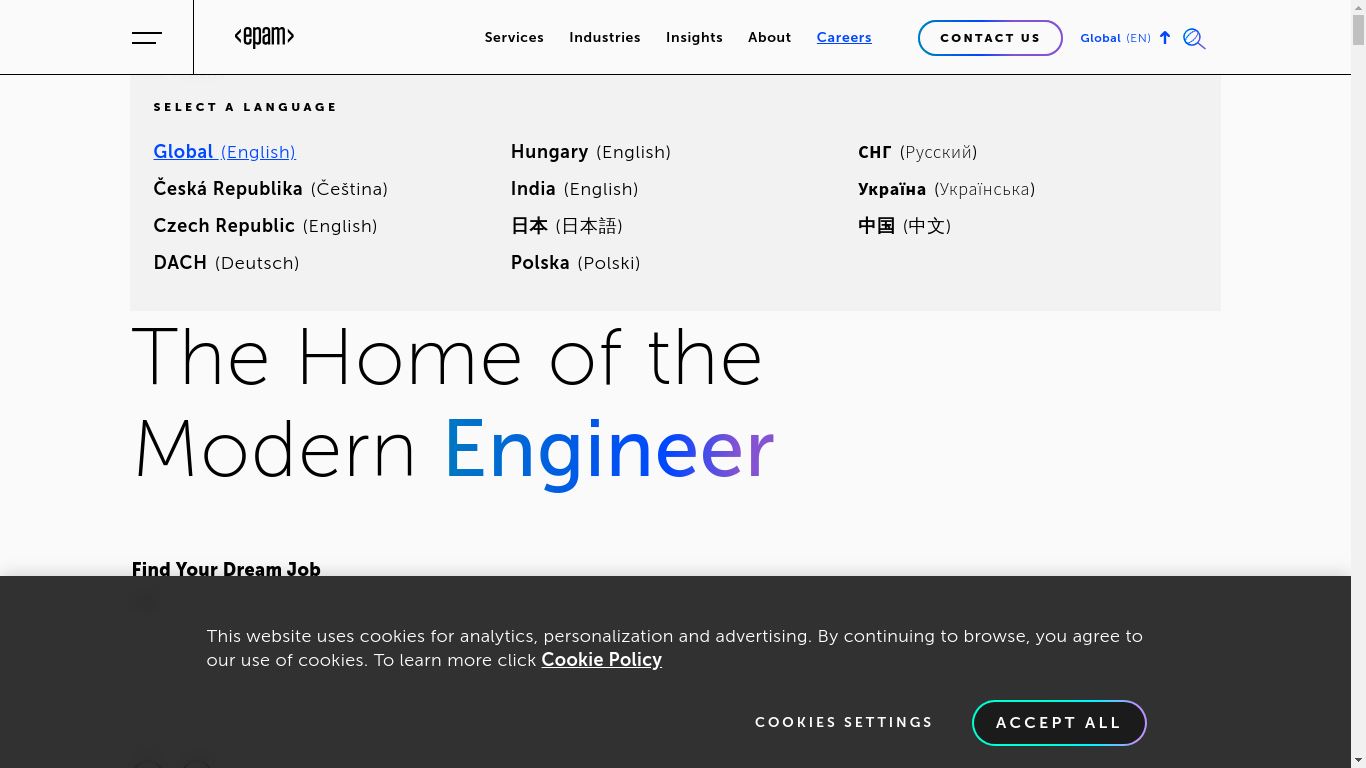 <epam>
Services Industries Insights About Careers CONTACT US Global (EN)
SELECT A LANGUAGE
Global (English)
Česká Republika (Čeština)
Czech Republic (English)
DACH (Deutsch)
Hungary (English)
India (English)
日本 (日本語)
Polska (Polski)
СНГ (Русский)
Україна (Українська)
中国 (中文)
The Home of the
Modern Engineer
Find Your Dream Job
This website uses cookies for analytics, personalization and advertising. By continuing to browse, you agree to
our use of cookies. To learn more click Cookie Policy
COOKIES SETTINGS ACCEPT ALL